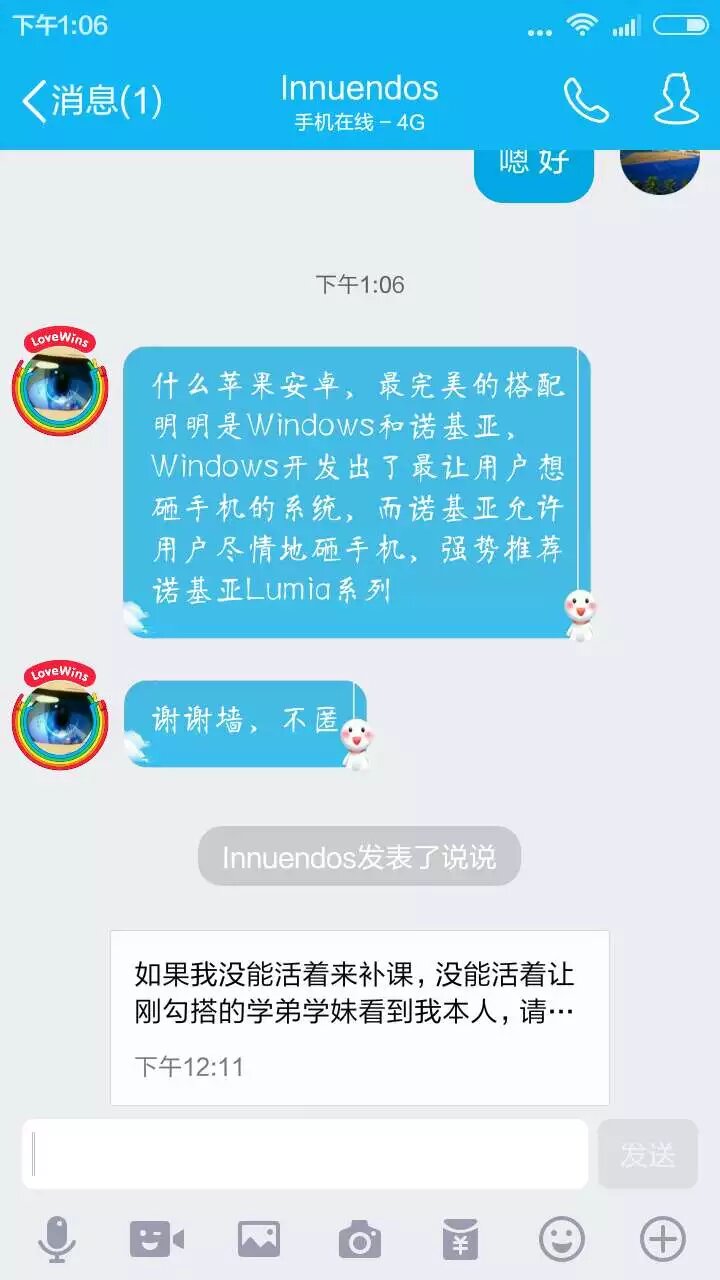 下午1:06
消息(1)
Innuendos
手机在线 – 4G
嗯 好
下午1:06
LoveWins
什么苹果安卓，最完美的搭配
明明是Windows和诺基亚，
Windows开发出了最让用户想
砸手机的系统，而诺基亚允许
用户尽情地砸手机，强势推荐
诺基亚Lumia系列
LoveWins
谢谢墙，不匿
Innuendos发表了说说
如果我没能活着来补课，没能活着让
刚勾搭的学弟学妹看到我本人，请…
下午12:11
发送